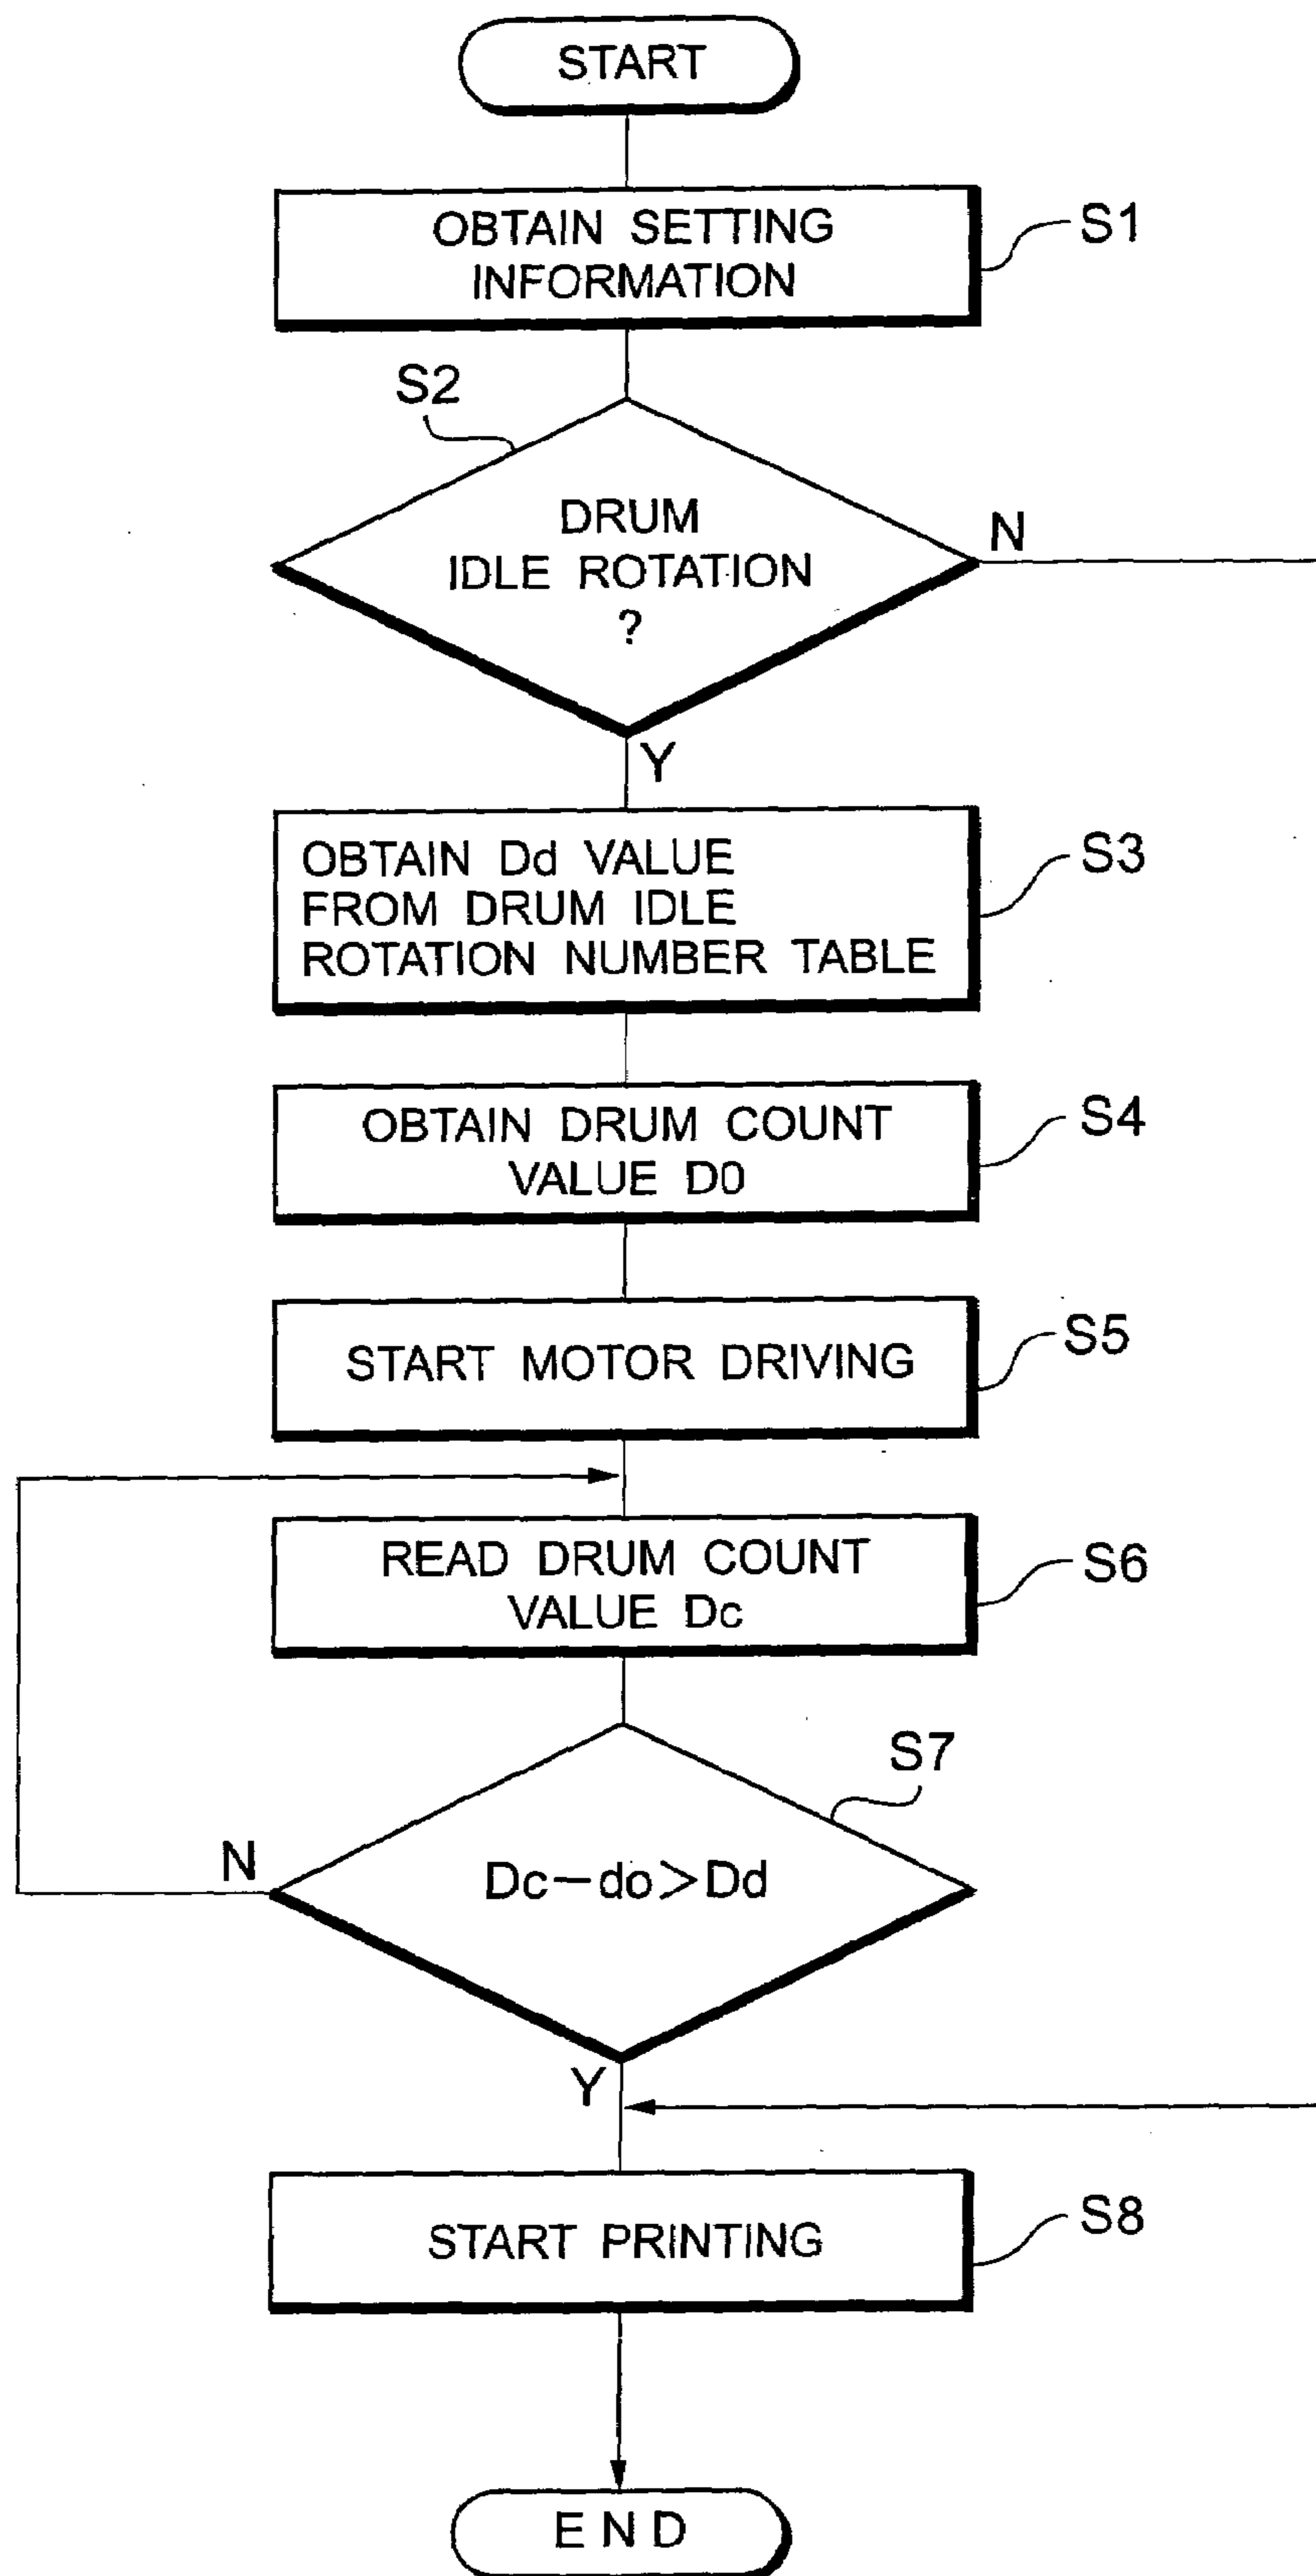 START
OBTAIN SETTING
INFORMATION
S1
S2
DRUM
IDLE ROTATION
?
N
Y
OBTAIN Dd VALUE
FROM DRUM IDLE
ROTATION NUMBER TABLE
S3
OBTAIN DRUM COUNT
VALUE D0
S4
START MOTOR DRIVING
S5
READ DRUM COUNT
VALUE Dc
S6
S7
N
Dc-do>Dd
Y
START PRINTING
S8
END